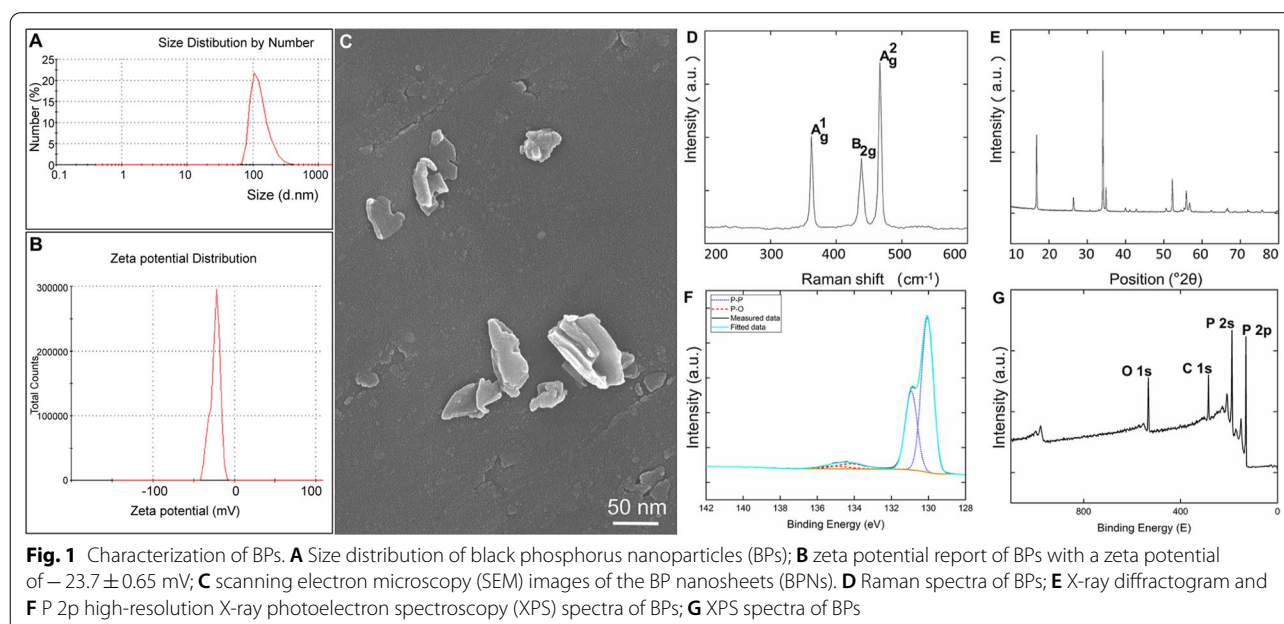 A
Size Distibution by Number
25
20
15
10
5
0
Number (%)
0.1 1 10 100 1000
Size (d.nm)
B
Zeta potential Distribution
300000
200000
100000
0
Total Counts
-100 0 100
Zeta potential (mV)
C
50 nm
D
Intensity ( a.u.)
A1g
B2g
A2g
200 300 400 500 600
Raman shift (cm-1)
E
Intensity ( a.u.)
10 20 30 40 50 60 70 80
Position (°2θ)
F
P-P
P-O
Measured data
Fitted data
Intensity (a.u.)
142 140 138 136 134 132 130 128
Binding Energy (eV)
G
Intensity (a.u.)
O 1s
C 1s
P 2s
P 2p
800 400 0
Binding Energy (E)
Fig. 1 Characterization of BPs. A Size distribution of black phosphorus nanoparticles (BPs); B zeta potential report of BPs with a zeta potential
of − 23.7 ± 0.65 mV; C scanning electron microscopy (SEM) images of the BP nanosheets (BPNs). D Raman spectra of BPs; E X-ray diffractogram and
F P 2p high-resolution X-ray photoelectron spectroscopy (XPS) spectra of BPs; G XPS spectra of BPs